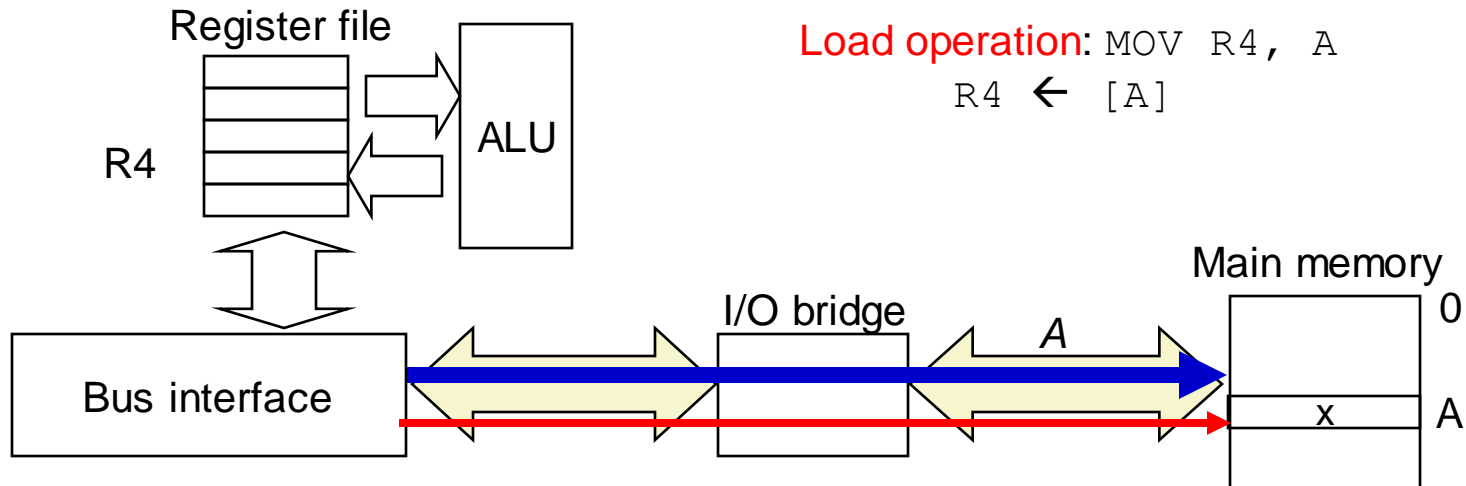 Register file
Load operation: MOV R4, A
R4 ← [A]
ALU
R4
Main memory
I/O bridge
0
A
Bus interface
x
A